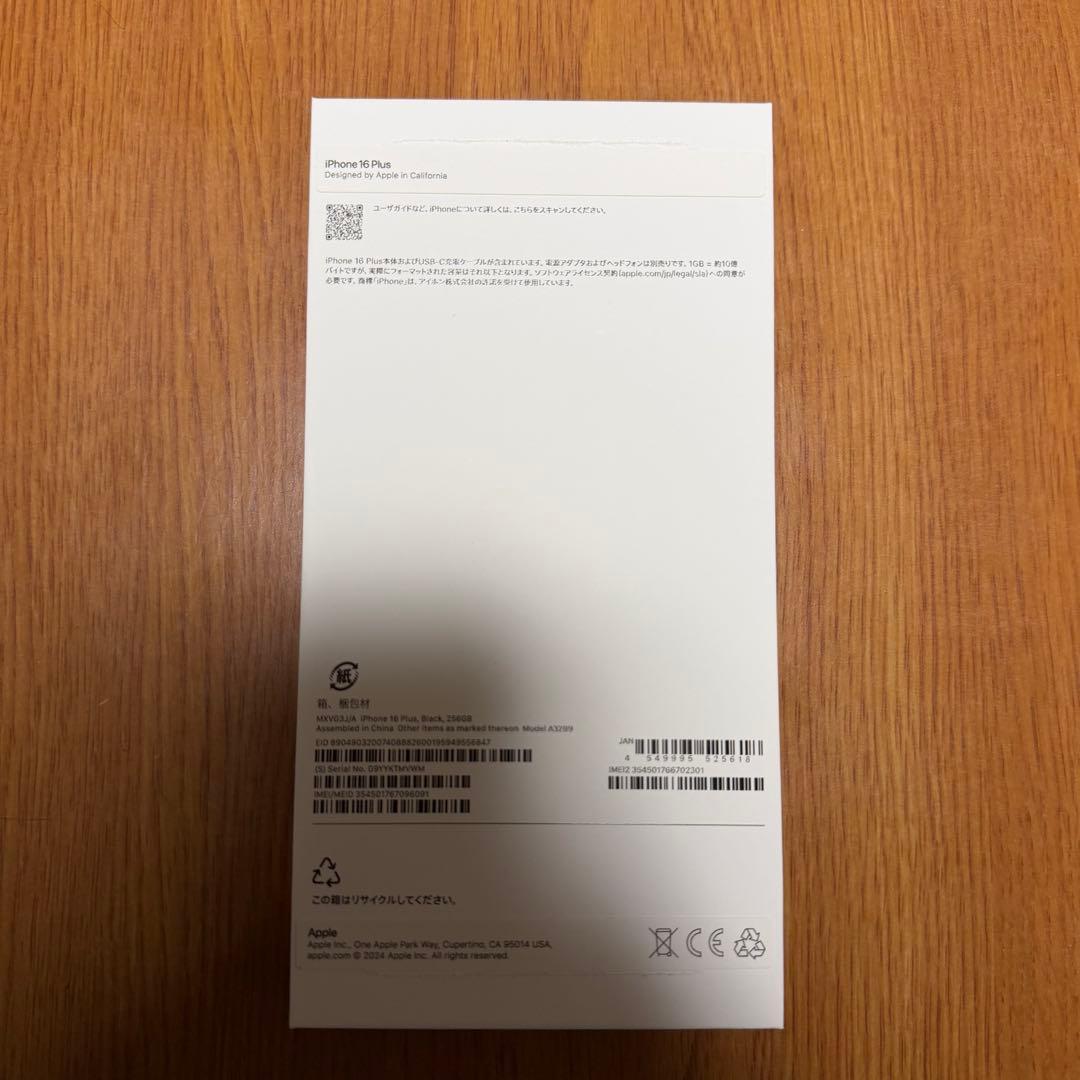 iPhone 16 Plus
Designed by Apple in California
ユーザガイドなど、iPhoneについて詳しくは、こちらをスキャンしてください。
iPhone 16 Plus本体およびUSB-C充電ケーブルが含まれています。電源アダプタおよびヘッドフォンは別売りです。1GB = 約10億
バイトですが、実際にフォーマットされた容量はそれ以下となります。ソフトウェアライセンス契約(apple.com/jp/legal/sla)への同意が
必要です。商標「iPhone」は、アイホン株式会社の許諾を受けて使用しています。
紙
箱、梱包材
MXVG3J/A iPhone 16 Plus, Black, 256GB
Assembled in China Other items as marked thereon Model A3289
EID 89049032007408882600195949556847
(S) Serial No. G9YYKTMVWM
IMEI/MEID 354501767096091
JAN
4 549995 525618
IMEI2 354501766702301
この箱はリサイクルしてください。
Apple
Apple Inc., One Apple Park Way, Cupertino, CA 95014 USA.
apple.com © 2024 Apple Inc. All rights reserved.
CE